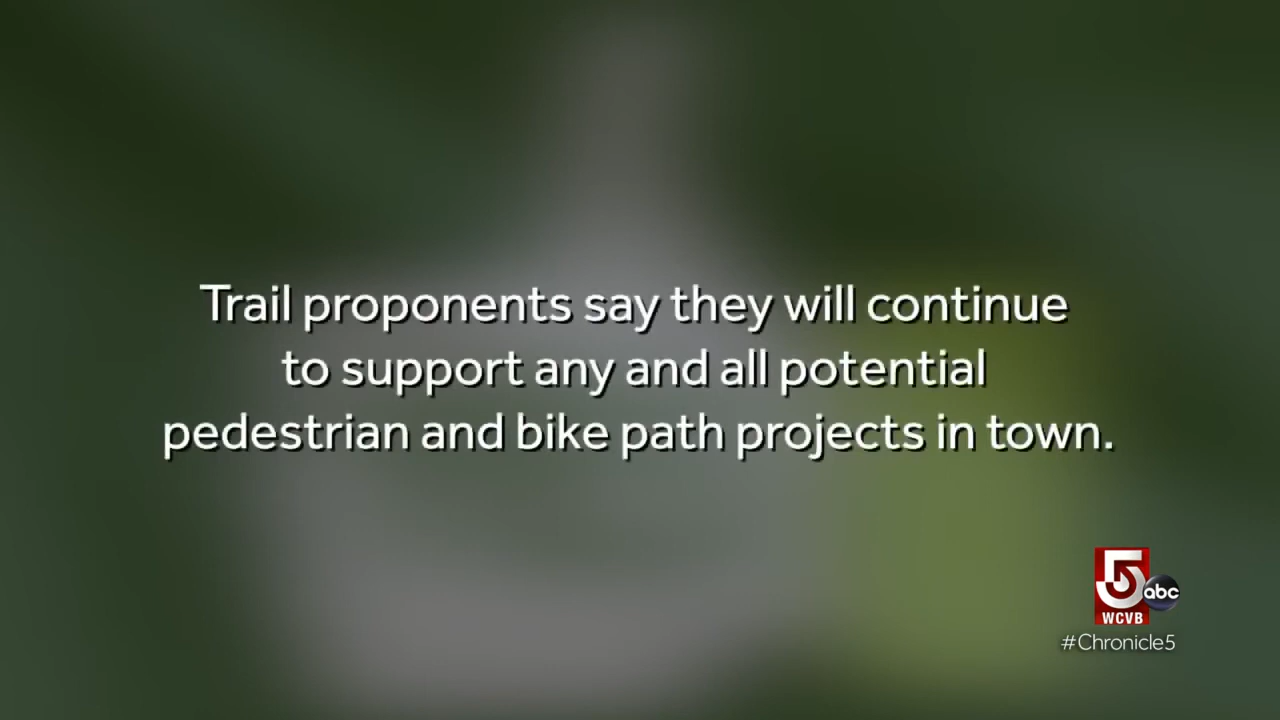 Trail proponents say they will continue
to support any and all potential
pedestrian and bike path projects in town.
5
abc
WCVB
#Chronicle5